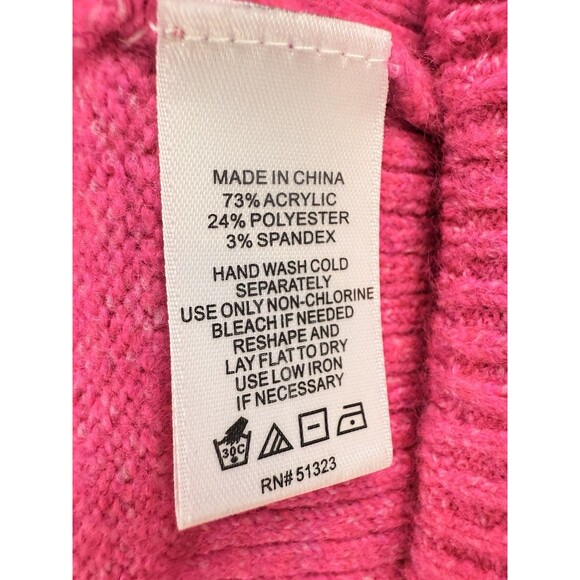 MADE IN CHINA
73% ACRYLIC
24% POLYESTER
3% SPANDEX
HAND WASH COLD
SEPARATELY
USE ONLY NON-CHLORINE
BLEACH IF NEEDED
RESHAPE AND
LAY FLAT TO DRY
USE LOW IRON
IF NECESSARY
30C
RN# 51323